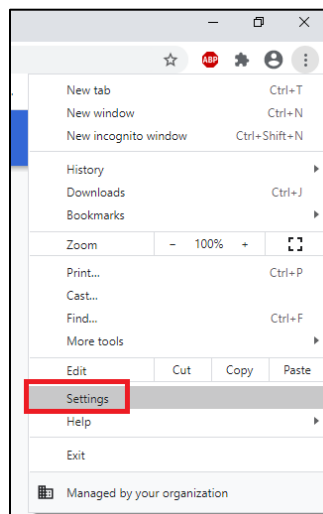 ABP
New tab Ctrl+T
New window Ctrl+N
New incognito window Ctrl+Shift+N
History
Downloads Ctrl+J
Bookmarks
Zoom - 100% +
Print... Ctrl+P
Cast...
Find... Ctrl+F
More tools
Edit Cut Copy Paste
Settings
Help
Exit
Managed by your organization